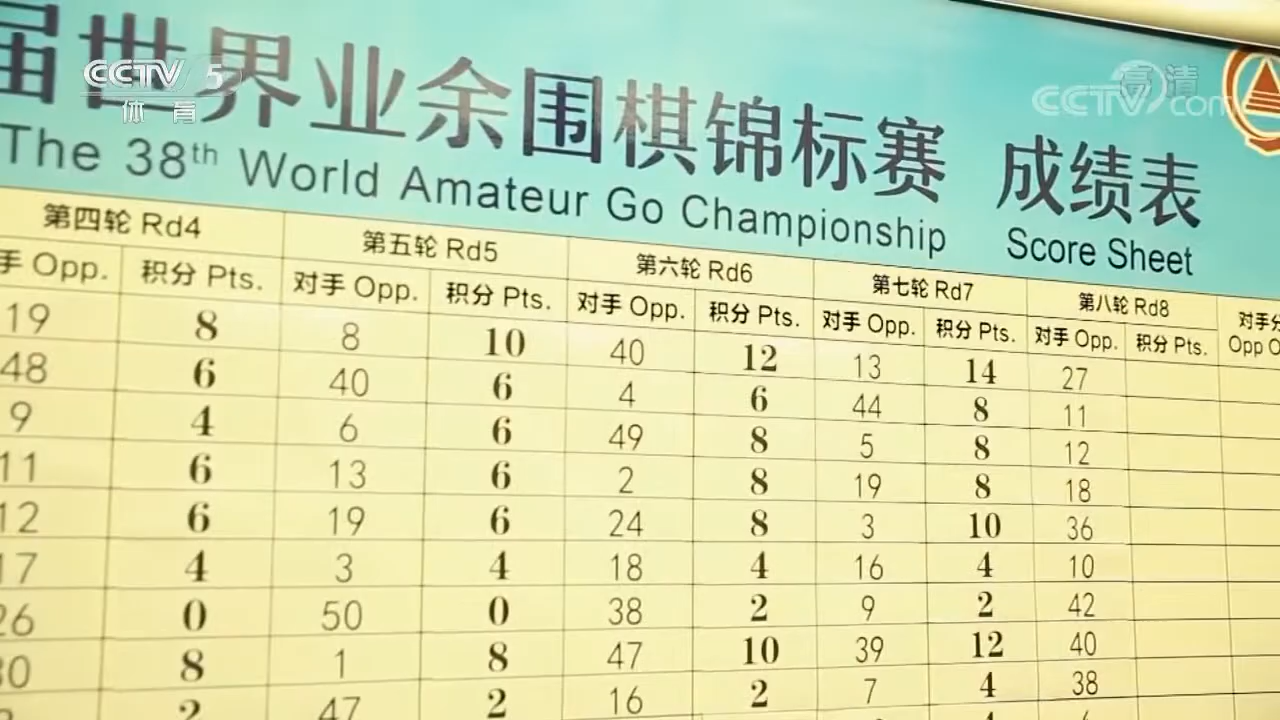 CCTV 5
体育
高清
CCTV.com
届世界业余围棋锦标赛 成绩表
The 38th World Amateur Go Championship Score Sheet
第四轮 Rd4 第五轮 Rd5 第六轮 Rd6 第七轮 Rd7 第八轮 Rd8
手 Opp. 积分 Pts. 对手 Opp. 积分 Pts. 对手 Opp. 积分 Pts. 对手 Opp. 积分 Pts. 对手 Opp. 积分 Pts. 对手分
Opp
19 8 8 10 40 12 13 14 27
48 6 40 6 4 6 44 8 11
9 4 6 6 49 8 5 8 12
11 6 13 6 2 8 19 8 18
12 6 19 6 24 8 3 10 36
17 4 3 4 18 4 16 4 10
26 0 50 0 38 2 9 2 42
0 8 1 8 47 10 39 12 40
2 47 2 16 2 7 4 38